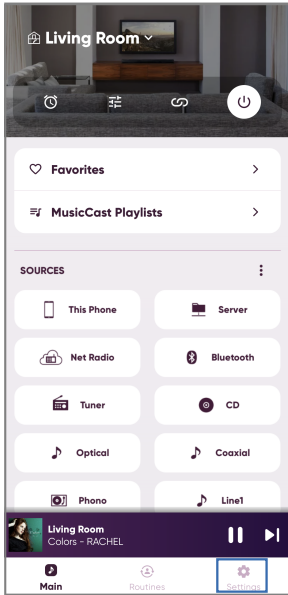 Living Room
Favorites
MusicCast Playlists
SOURCES
This Phone
Server
Net Radio
Bluetooth
Tuner
CD
Optical
Coaxial
Phono
Line1
Living Room
Colors - RACHEL
Main
Routines
Settings